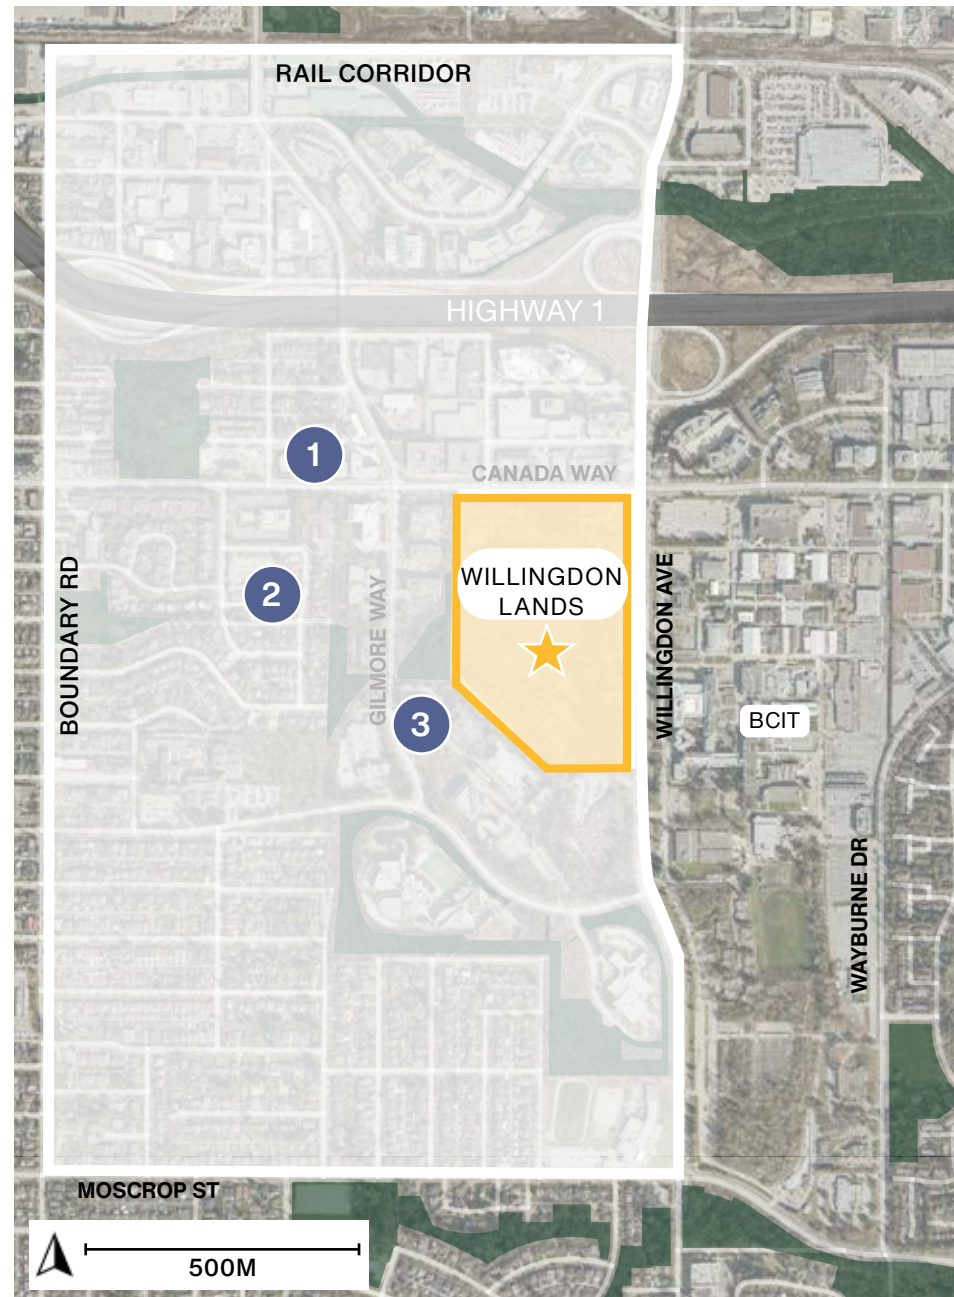 RAIL CORRIDOR
HIGHWAY 1
1
CANADA WAY
2
WILLINGDON
LANDS
BOUNDARY RD
GILMORE WAY
WILLINGDON AVE
3
BCIT
WAYBURNE DR
MOSCROP ST
500M